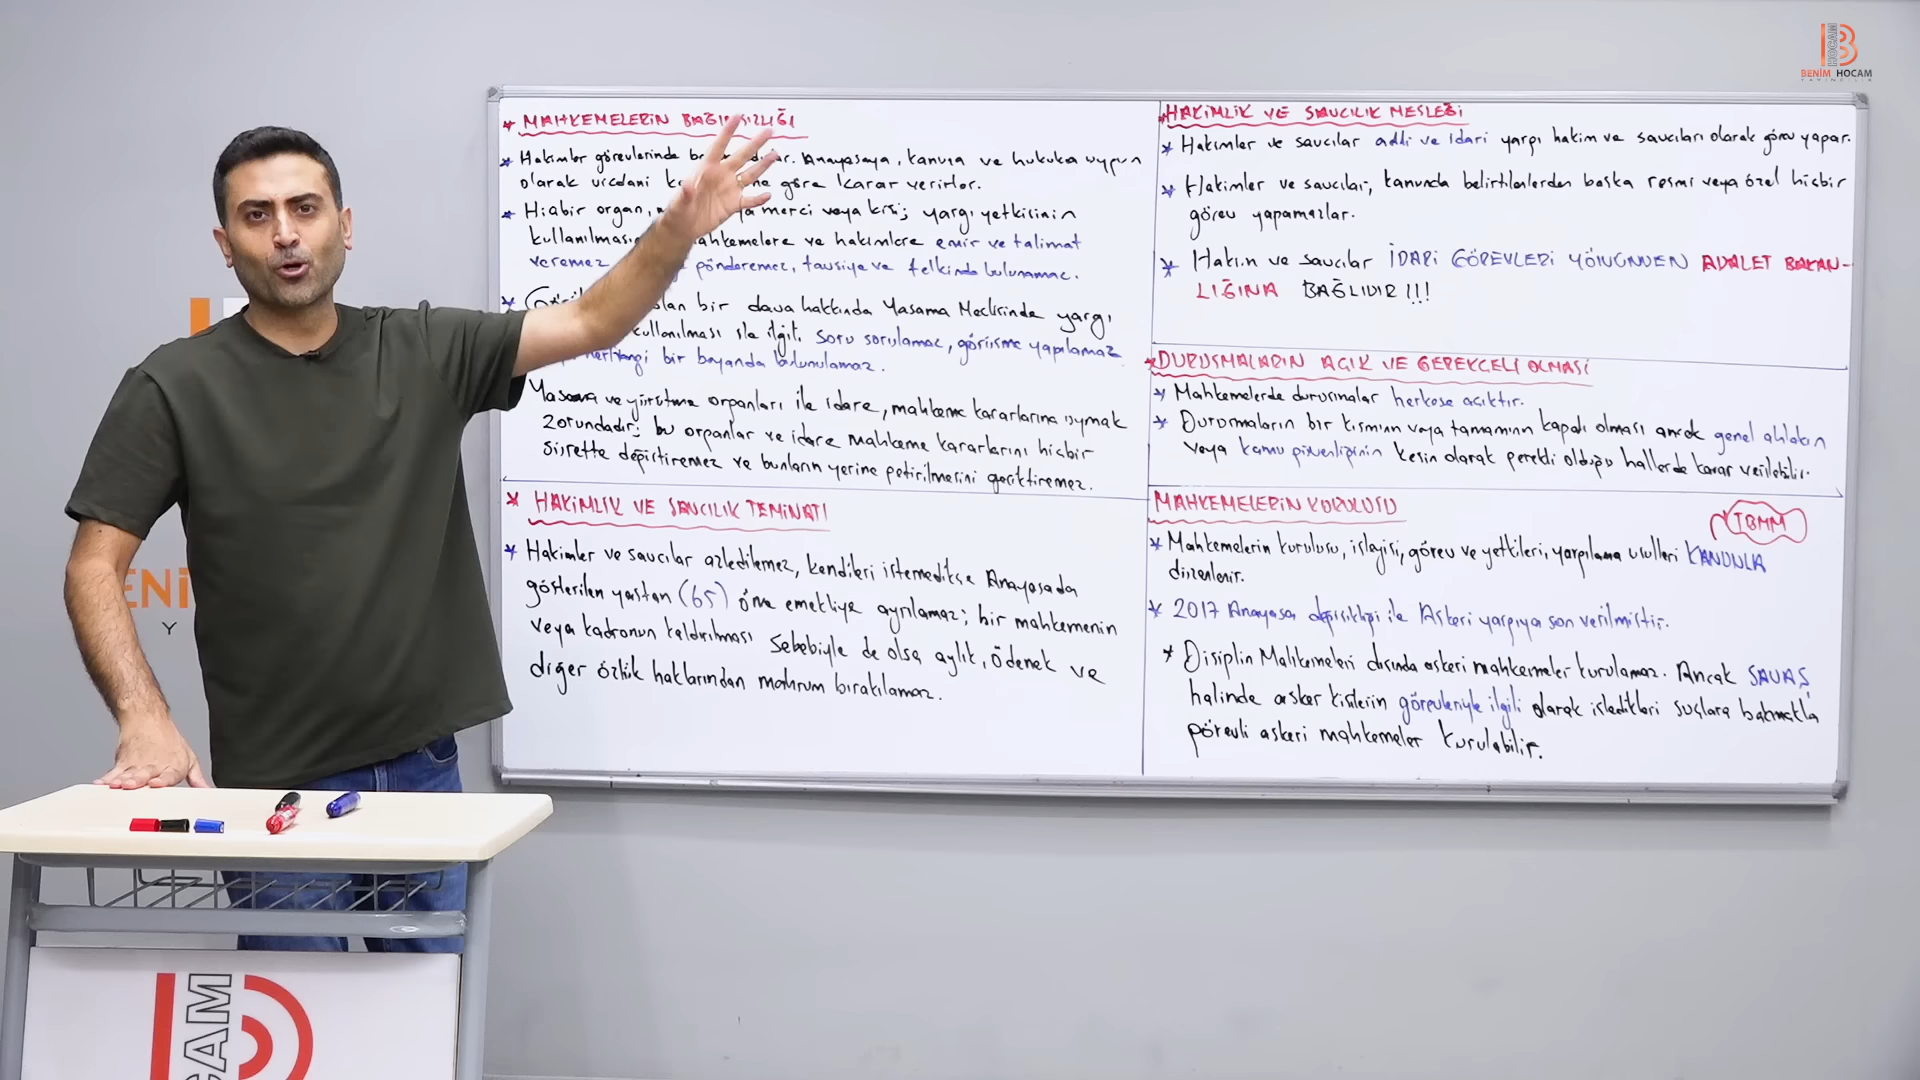 BENİM HOCAM
YAYINCILIK
* MAHKEMELERİN BAĞIMSIZLIĞI
* Hakimler görevlerinde Anayasaya, kanuna ve hukuka uygun
olarak vicdani göre karar verirler.
* Hiçbir organ, merci veya kişi; yargı yetkisinin
mahkemelere ve hakimlere emir ve talimat
veremez gönderemez, tavsiye ve telkinde bulunamaz.
* olan bir dava hakkında Yasama Meclisinde yargı
kullanılması ile ilgili soru sorulamaz, görüşme yapılamaz
herhangi bir beyanda bulunulamaz.
Yasama ve yürütme organları ile idare, mahkeme kararlarına uymak
zorundadır; bu organlar ve idare mahkeme kararlarını hiçbir
surette değiştiremez ve bunların yerine getirilmesini geciktiremez.
* HAKİMLİK VE SAVCILIK TEMİNATI
* Hakimler ve savcılar azledilemez, kendileri istemedikçe Anayasada
gösterilen yaştan (65) önce emekliye ayrılamaz; bir mahkemenin
veya kadronun kaldırılması sebebiyle de olsa aylık, ödenek ve
diğer özlük haklarından mahrum bırakılamaz.
* HAKİMLİK VE SAVCILIK MESLEĞİ
* Hakimler ve savcılar adli ve idari yargı hakim ve savcıları olarak görev yapar.
* Hakimler ve savcılar, kanunda belirtilenlerden başka resmi veya özel hiçbir
görev yapamazlar.
* Hakim ve savcılar İDARİ GÖREVLERİ YÖNÜNDEN ADALET BAKAN-
LIĞINA BAĞLIDIR!!!
* DURUŞMALARIN AÇIK VE GEREKÇELİ OLMASI
* Mahkemelerde duruşmalar herkese açıktır.
* Duruşmaların bir kısmının veya tamamının kapalı olması ancak genel ahlakın
veya kamu güvenliğinin kesin olarak gerekli olduğu hallerde karar verilebilir.
MAHKEMELERİN KURULUŞU
TBMM
* Mahkemelerin kuruluşu, işleyişi, görev ve yetkileri, yargılama usulleri KANUNLA
düzenlenir.
* 2017 Anayasa değişikliği ile Askeri yargıya son verilmiştir.
* Disiplin Mahkemeleri dışında askeri mahkemeler kurulamaz. Ancak SAVAŞ
halinde asker kişilerin görevleriyle ilgili olarak işledikleri suçlara bakmakla
görevli askeri mahkemeler kurulabilir.